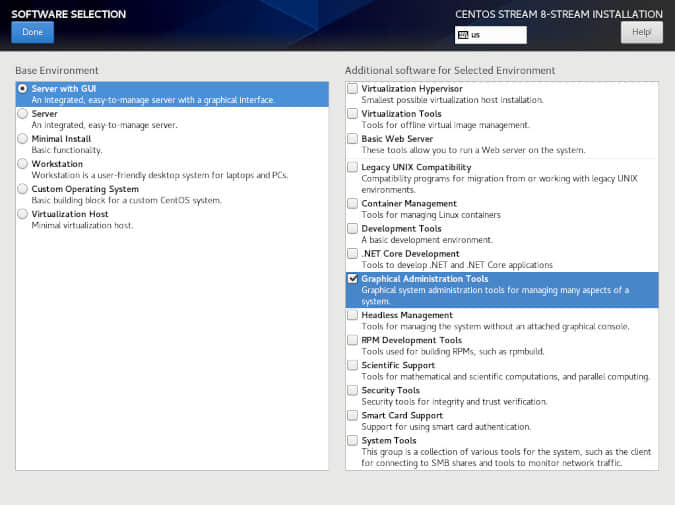 SOFTWARE SELECTION
CENTOS STREAM 8-STREAM INSTALLATION
Done
us
Help!
Base Environment
Server with GUI
An integrated, easy-to-manage server with a graphical interface.
Server
An integrated, easy-to-manage server.
Minimal Install
Basic functionality.
Workstation
Workstation is a user-friendly desktop system for laptops and PCs.
Custom Operating System
Basic building block for a custom CentOS system.
Virtualization Host
Minimal virtualization host.
Additional software for Selected Environment
Virtualization Hypervisor
Smallest possible virtualization host installation.
Virtualization Tools
Tools for offline virtual image management.
Basic Web Server
These tools allow you to run a Web server on the system.
Legacy UNIX Compatibility
Compatibility programs for migration from or working with legacy UNIX
environments.
Container Management
Tools for managing Linux containers
Development Tools
A basic development environment.
.NET Core Development
Tools to develop .NET and .NET Core applications
Graphical Administration Tools
Graphical system administration tools for managing many aspects of a
system.
Headless Management
Tools for managing the system without an attached graphical console.
RPM Development Tools
Tools used for building RPMs, such as rpmbuild.
Scientific Support
Tools for mathematical and scientific computations, and parallel computing.
Security Tools
Security tools for integrity and trust verification.
Smart Card Support
Support for using smart card authentication.
System Tools
This group is a collection of various tools for the system, such as the client
for connecting to SMB shares and tools to monitor network traffic.